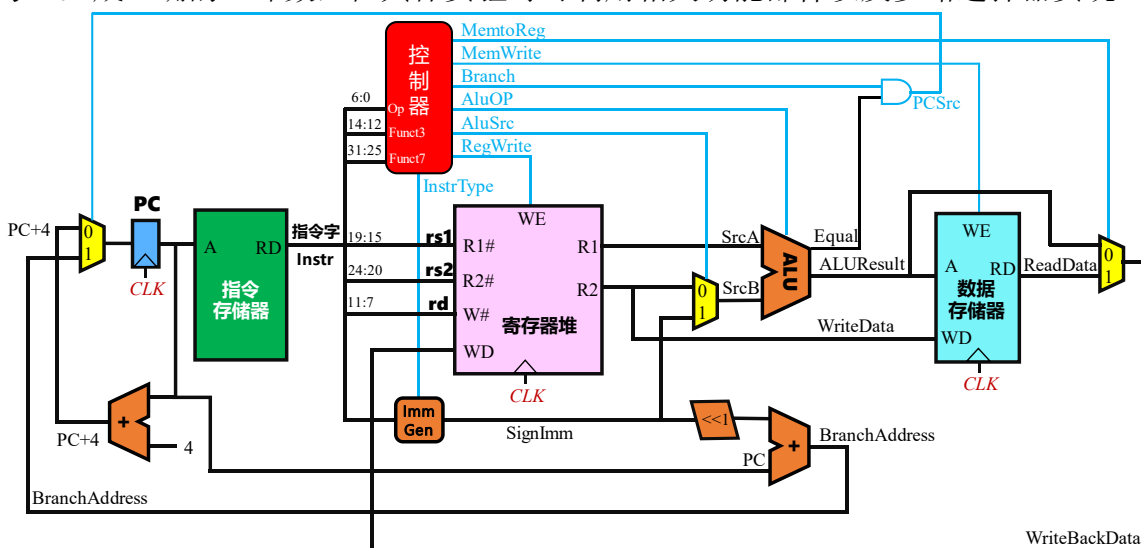 MemtoReg
MemWrite
Branch
AluOP
AluSrc
RegWrite
InstrType
控制器
Op
Funct3
Funct7
6:0
14:12
31:25
PCSrc
PC+4
0
1
PC
CLK
A
RD
指令
存储器
指令字
Instr
19:15
rs1
24:20
rs2
11:7
rd
WE
R1#
R2#
W#
WD
R1
R2
寄存器堆
CLK
SrcA
SrcB
0
1
ALU
Equal
ALUResult
WriteData
WE
A
RD
数据
存储器
WD
CLK
ReadData
0
1
Imm
Gen
SignImm
<<1
+
BranchAddress
PC
+
PC+4
4
BranchAddress
WriteBackData